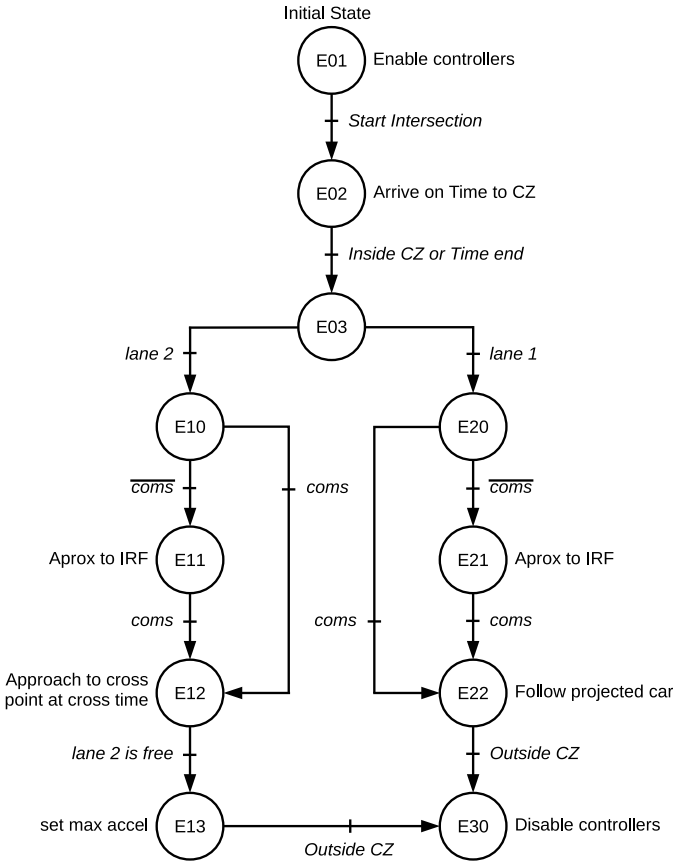 Initial State
E01
Enable controllers
Start Intersection
E02
Arrive on Time to CZ
Inside CZ or Time end
E03
lane 2
lane 1
E10
E20
coms
coms
coms
Aprox to IRF
E11
E21
Aprox to IRF
coms
coms
coms
Approach to cross
point at cross time
E12
E22
Follow projected car
lane 2 is free
Outside CZ
set max accel
E13
E30
Disable controllers
Outside CZ